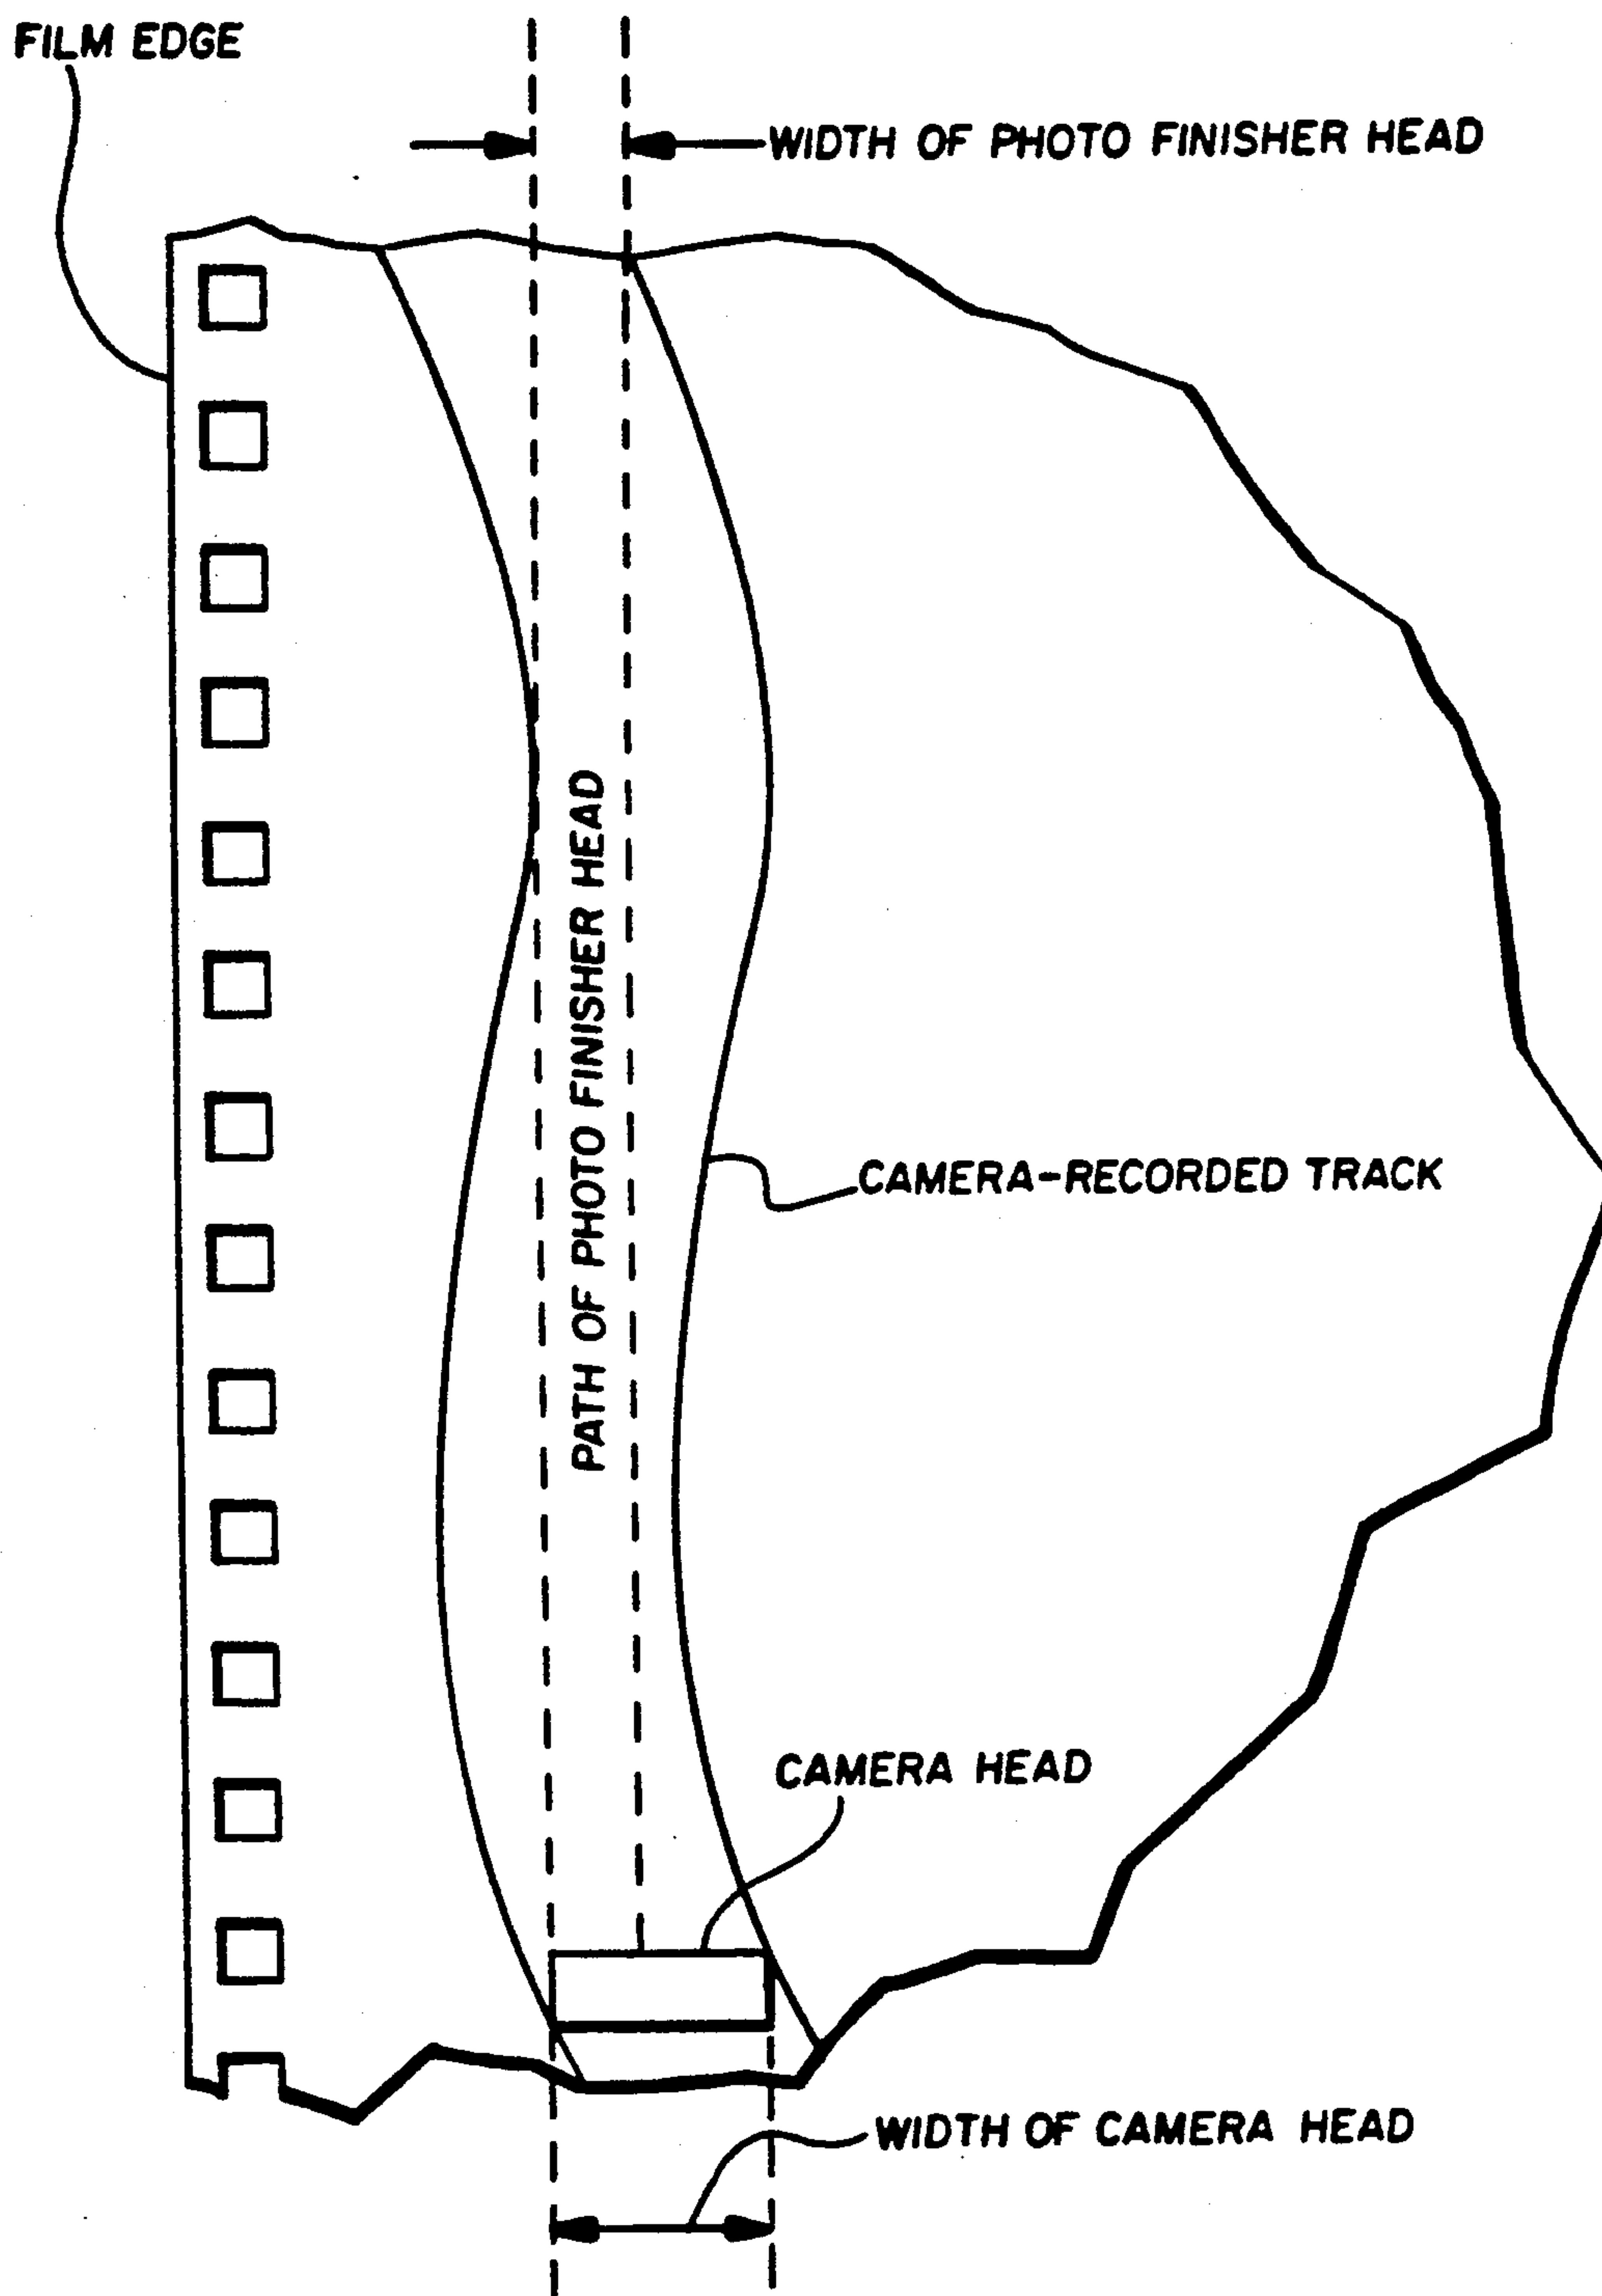 FILM EDGE
WIDTH OF PHOTO FINISHER HEAD
PATH OF PHOTO FINISHER HEAD
CAMERA-RECORDED TRACK
CAMERA HEAD
WIDTH OF CAMERA HEAD